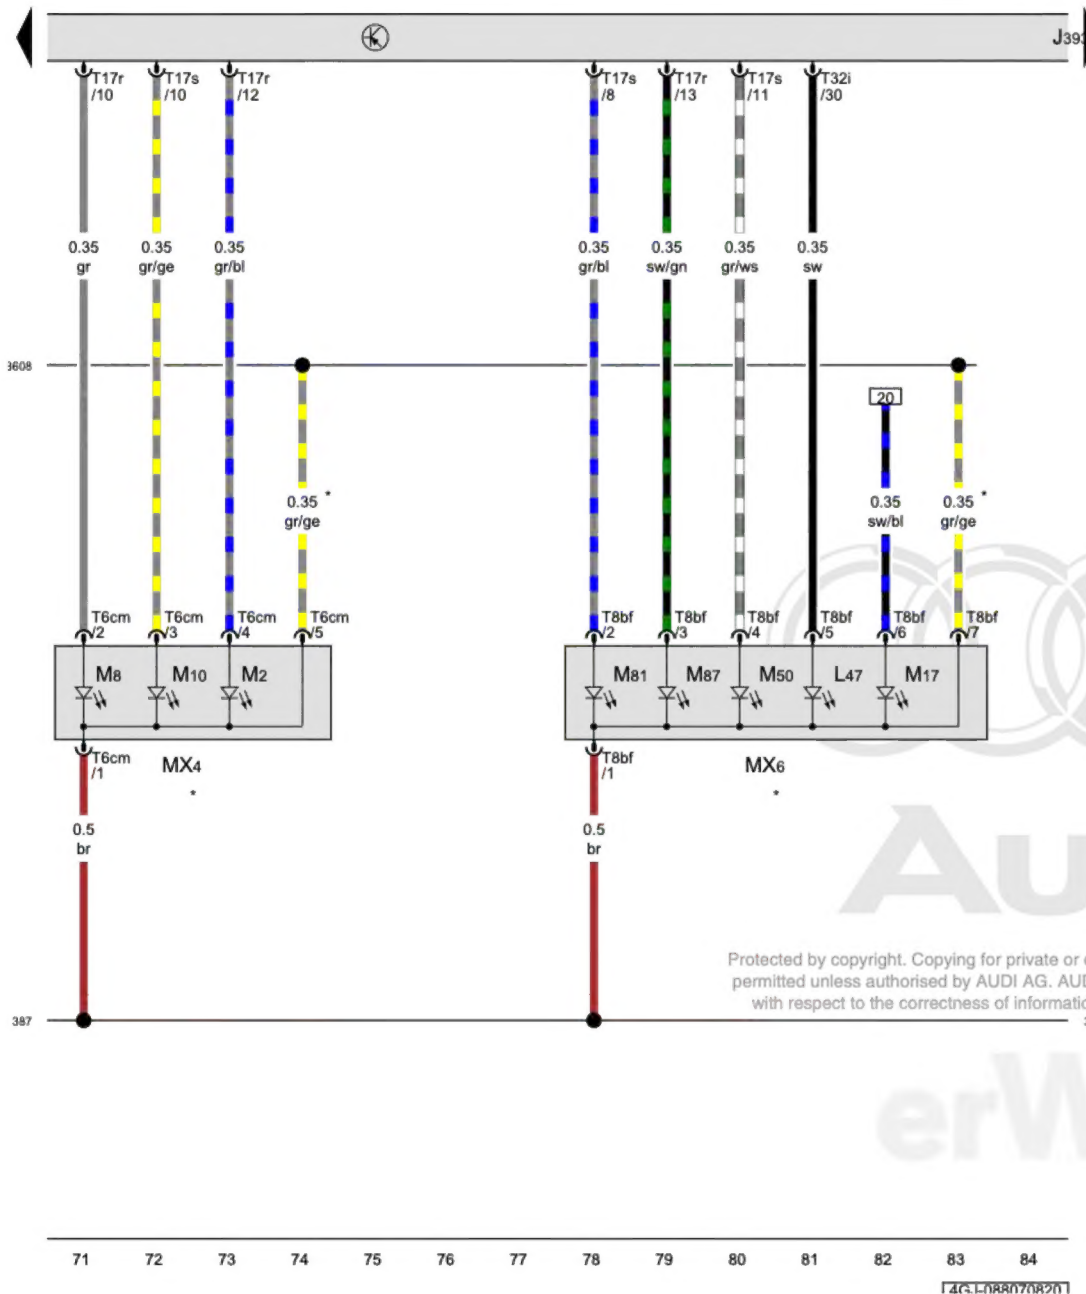 J393
T17r T17s T17r T17s T17r T17s T32i
/10 /10 /12 /8 /13 /11 /30
0.35 0.35 0.35 0.35 0.35 0.35 0.35
gr gr/ge gr/bl gr/bl sw/gn gr/ws sw
3608
20
0.35 * 0.35 0.35 *
gr/ge sw/bl gr/ge
T6cm T6cm T6cm T6cm T8bf T8bf T8bf T8bf T8bf T8bf
/2 /3 /4 /5 /2 /3 /4 /5 /6 /7
M8 M10 M2 M81 M87 M50 L47 M17
T6cm MX4 T8bf MX6
/1 * /1 *
0.5 0.5
br br
Au
Protected by copyright. Copying for private or
permitted unless authorised by AUDI AG. AUD
with respect to the correctness of informatio
387
erW
71 72 73 74 75 76 77 78 79 80 81 82 83 84
4GJ-088070820